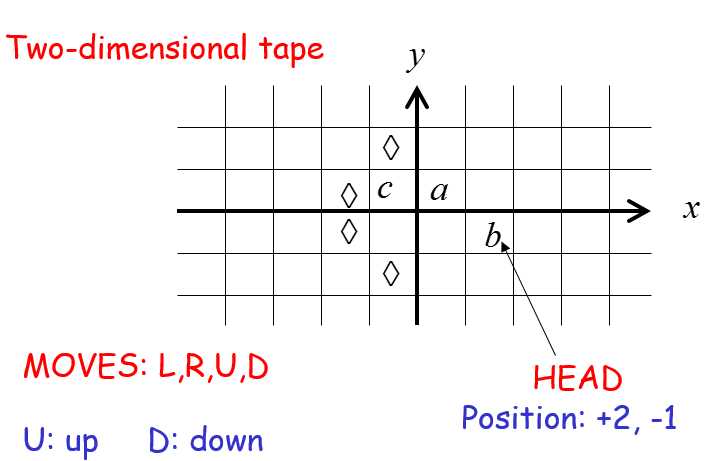 Two-dimensional tape
y
◊
◊ c a
x
◊ b
◊
MOVES: L,R,U,D
HEAD
Position: +2, -1
U: up D: down